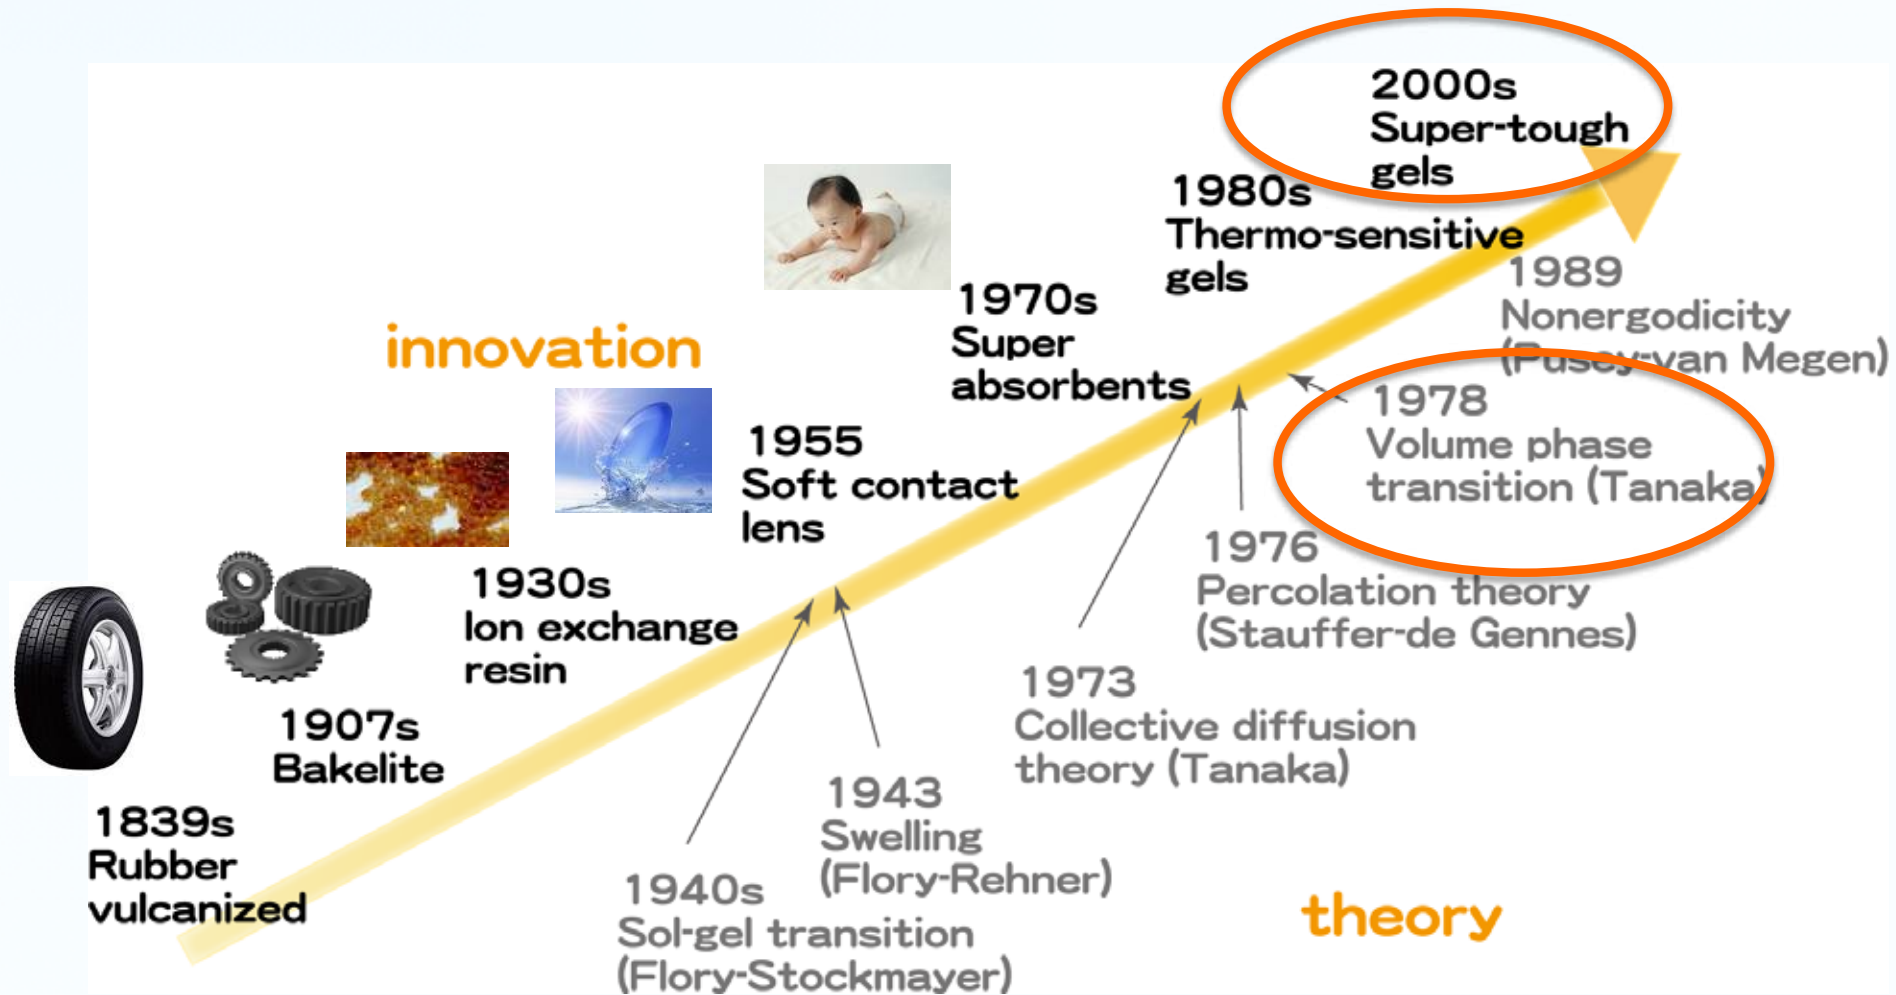 2000s
Super-tough
gels
1980s
Thermo-sensitive
gels
1989
Nonergodicity
(Pusey-van Megen)
1970s
Super
absorbents
innovation
1978
Volume phase
transition (Tanaka)
1955
Soft contact
lens
1976
Percolation theory
(Stauffer-de Gennes)
1930s
Ion exchange
resin
1973
Collective diffusion
theory (Tanaka)
1907s
Bakelite
1943
Swelling
(Flory-Rehner)
1839s
Rubber
vulcanized
1940s
Sol-gel transition
(Flory-Stockmayer)
theory